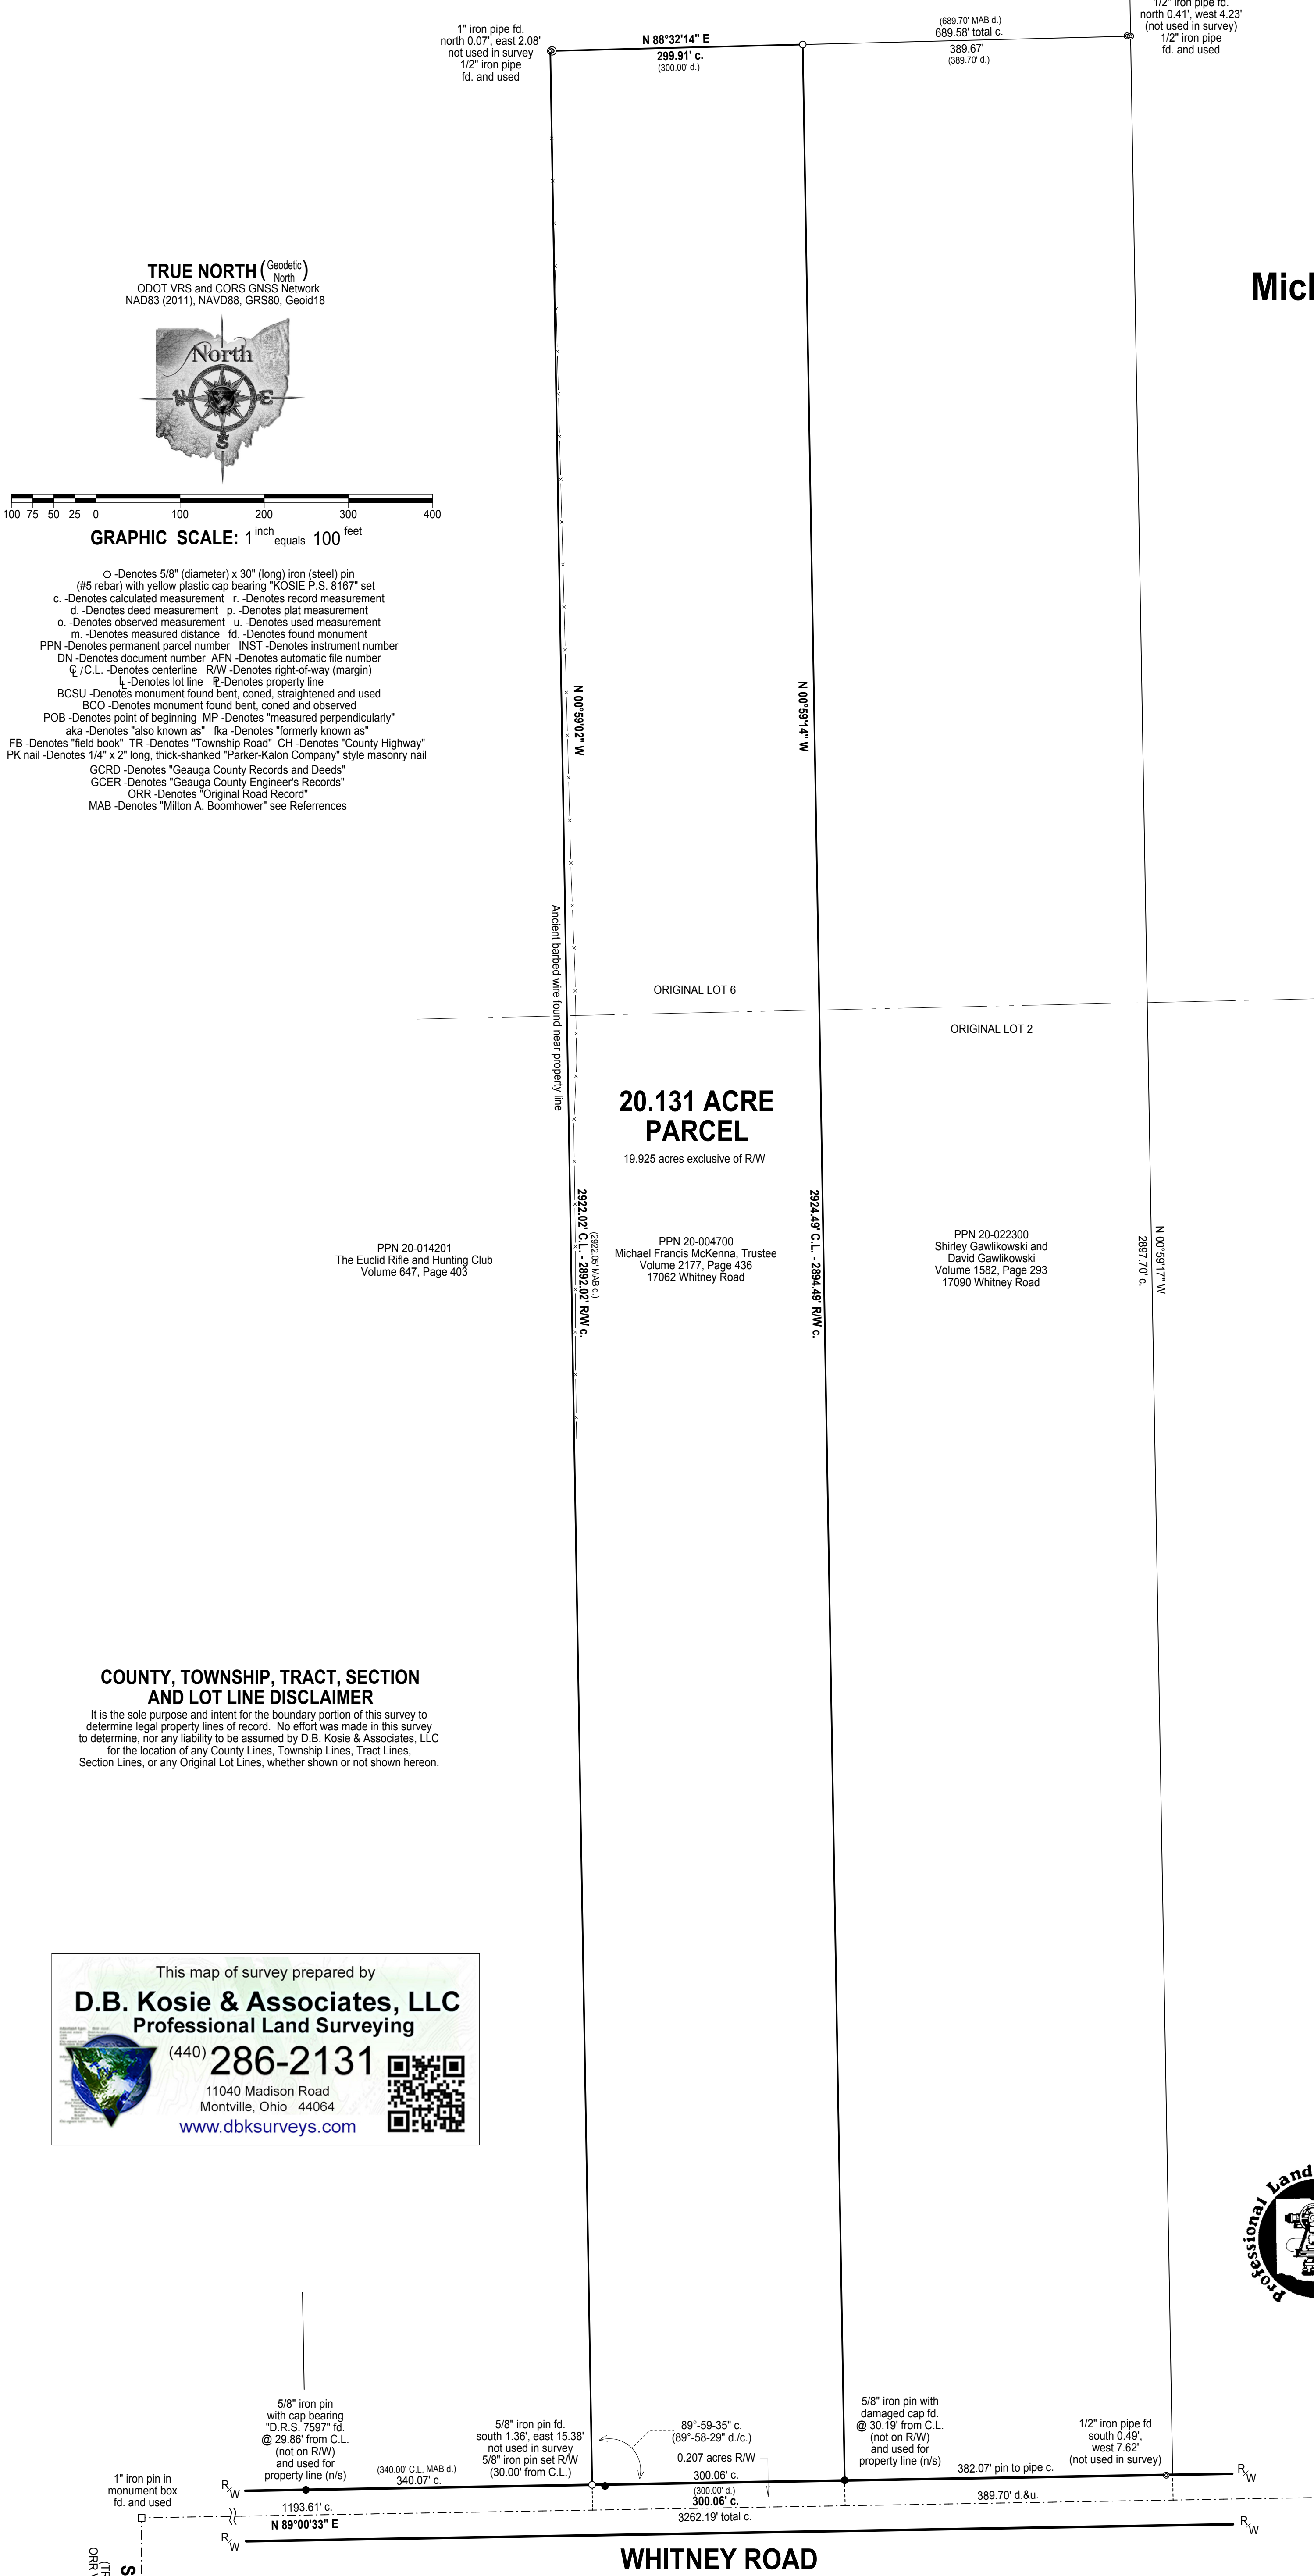 1" iron pipe fd.
north 0.07', east 2.08'
not used in survey
1/2" iron pipe
fd. and used
N 88°32'14" E
299.91' c.
(300.00' d.)
(689.70' MAB d.)
689.58' total c.
389.67'
(389.70' d.)
1/2" iron pipe fd.
north 0.41', west 4.23'
(not used in survey)
1/2" iron pipe
fd. and used
TRUE NORTH (Geodetic North)
ODOT VRS and CORS GNSS Network
NAD83 (2011), NAVD88, GRS80, Geoid18
North
E
S
100 75 50 25 0 100 200 300 400
GRAPHIC SCALE: 1 inch equals 100 feet
O -Denotes 5/8" (diameter) x 30" (long) iron (steel) pin
(#5 rebar) with yellow plastic cap bearing "KOSIE P.S. 8167" set
c. -Denotes calculated measurement r. -Denotes record measurement
d. -Denotes deed measurement p. -Denotes plat measurement
o. -Denotes observed measurement u. -Denotes used measurement
m. -Denotes measured distance fd. -Denotes found monument
PPN -Denotes permanent parcel number INST -Denotes instrument number
DN -Denotes document number AFN -Denotes automatic file number
℄ / C.L. -Denotes centerline R/W -Denotes right-of-way (margin)
LL -Denotes lot line PL -Denotes property line
BCSU -Denotes monument found bent, coned, straightened and used
BCO -Denotes monument found bent, coned and observed
POB -Denotes point of beginning MP -Denotes "measured perpendicularly"
aka -Denotes "also known as" fka -Denotes "formerly known as"
FB -Denotes "field book" TR -Denotes "Township Road" CH -Denotes "County Highway"
PK nail -Denotes 1/4" x 2" long, thick-shanked "Parker-Kalon Company" style masonry nail
GCRD -Denotes "Geauga County Records and Deeds"
GCER -Denotes "Geauga County Engineer's Records"
ORR -Denotes "Original Road Record"
MAB -Denotes "Milton A. Boomhower" see Referrences
Micl
N 00°59'02" W
N 00°59'14" W
Ancient barbed wire found near property line
ORIGINAL LOT 6
ORIGINAL LOT 2
20.131 ACRE
PARCEL
19.925 acres exclusive of R/W
2922.02' C.L. - 2892.02' R/W c.
(2922.05' MAB d.)
2924.49' C.L. - 2894.49' R/W c.
N 00°59'17" W
2897.70' c.
PPN 20-014201
The Euclid Rifle and Hunting Club
Volume 647, Page 403
PPN 20-004700
Michael Francis McKenna, Trustee
Volume 2177, Page 436
17062 Whitney Road
PPN 20-022300
Shirley Gawlikowski and
David Gawlikowski
Volume 1582, Page 293
17090 Whitney Road
COUNTY, TOWNSHIP, TRACT, SECTION
AND LOT LINE DISCLAIMER
It is the sole purpose and intent for the boundary portion of this survey to
determine legal property lines of record. No effort was made in this survey
to determine, nor any liability to be assumed by D.B. Kosie & Associates, LLC
for the location of any County Lines, Township Lines, Tract Lines,
Section Lines, or any Original Lot Lines, whether shown or not shown hereon.
This map of survey prepared by
D.B. Kosie & Associates, LLC
Professional Land Surveying
(440) 286-2131
11040 Madison Road
Montville, Ohio 44064
www.dbksurveys.com
Professional Land
5/8" iron pin
with cap bearing
"D.R.S. 7597" fd.
@ 29.86' from C.L.
(not on R/W)
and used for
property line (n/s)
5/8" iron pin fd.
south 1.36', east 15.38'
not used in survey
5/8" iron pin set R/W
(30.00' from C.L.)
89°-59-35" c.
(89°-58-29" d./c.)
0.207 acres R/W
5/8" iron pin with
damaged cap fd.
@ 30.19' from C.L.
(not on R/W)
and used for
property line (n/s)
1/2" iron pipe fd
south 0.49',
west 7.62'
(not used in survey)
1" iron pin in
monument box
fd. and used
R/W
(340.00' C.L. MAB d.)
340.07' c.
300.06' c.
(300.00' d.)
300.06' c.
382.07' pin to pipe c.
R/W
389.70' d.&u.
1193.61' c.
N 89°00'33" E
3262.19' total c.
R/W
R/W
WHITNEY ROAD
S
(TR
ORR